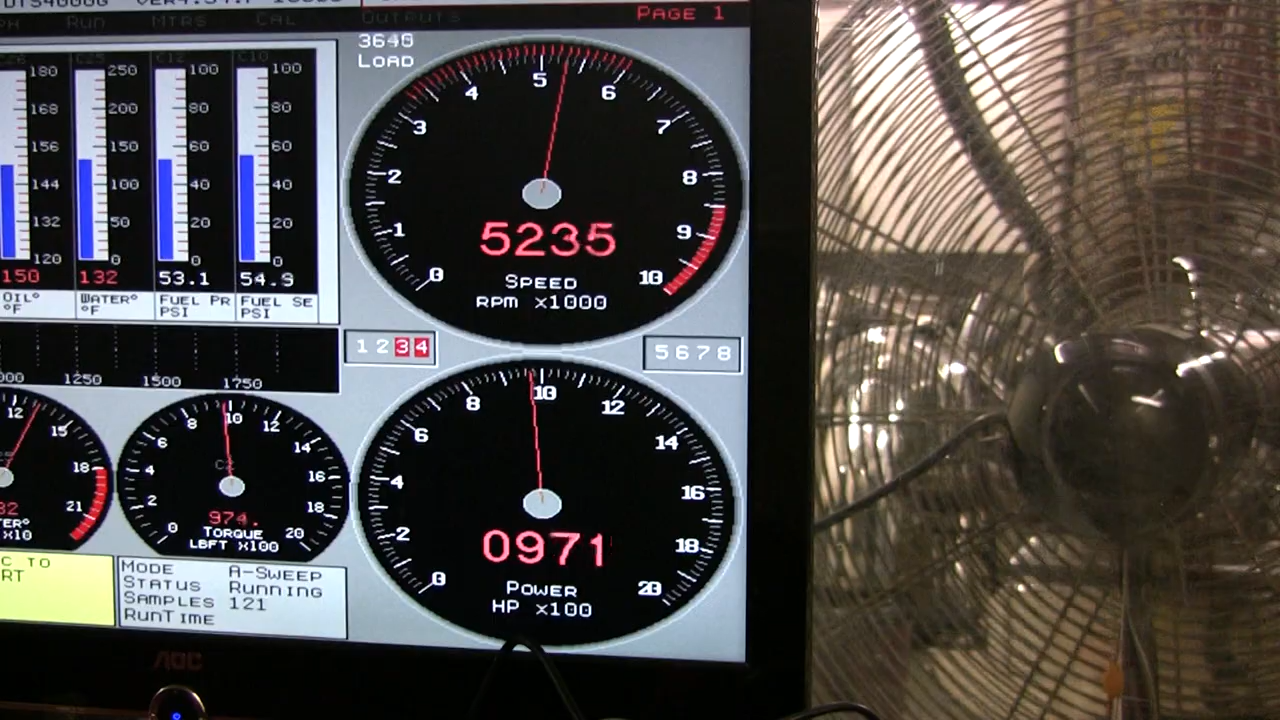 Run MTRS CAL OUTPUTS PAGE 1
3640
LOAD
180 250 100 100
168 200 80 80
156 150 60 60
144 100 40 40
132 50 20 20
120 0 0 0
150 132 53.1 54.9
OIL° WATER° FUEL PR FUEL SE
°F °F PSI PSI
0 1 2 3 4 5 6 7 8 9 10
5235
SPEED
RPM x1000
1 2 3 4
5 6 7 8
1250 1500 1750
12 15 18 21
x10
0 2 4 6 8 10 12 14 16 18 20
974.
TORQUE
LBFT x100
0 2 4 6 8 10 12 14 16 18 20
0971
POWER
HP x100
MODE A-SWEEP
STATUS Running
SAMPLES 121
RunTime
AOC